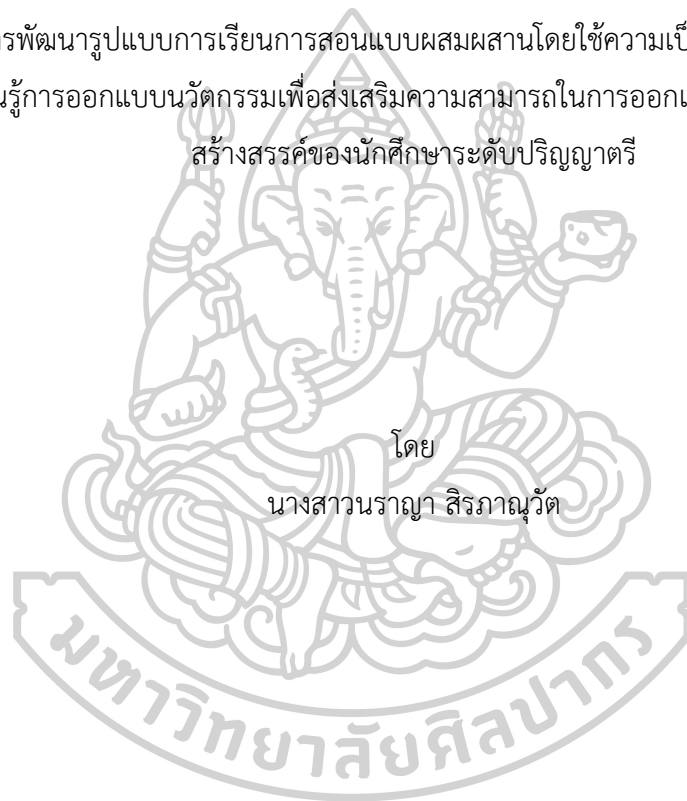 รพัฒนารูปแบบการเรียนการสอนแบบผสมผสานโดยใช้ความเป็
นรู้การออกแบบนวัตกรรมเพื่อส่งเสริมความสามารถในการออก
สร้างสรรค์ของนักศึกษาระดับปริญญาตรี
โดย
นางสาวนราญา สิรภาณุวัต
มหาวิทยาลัยศิลปากร